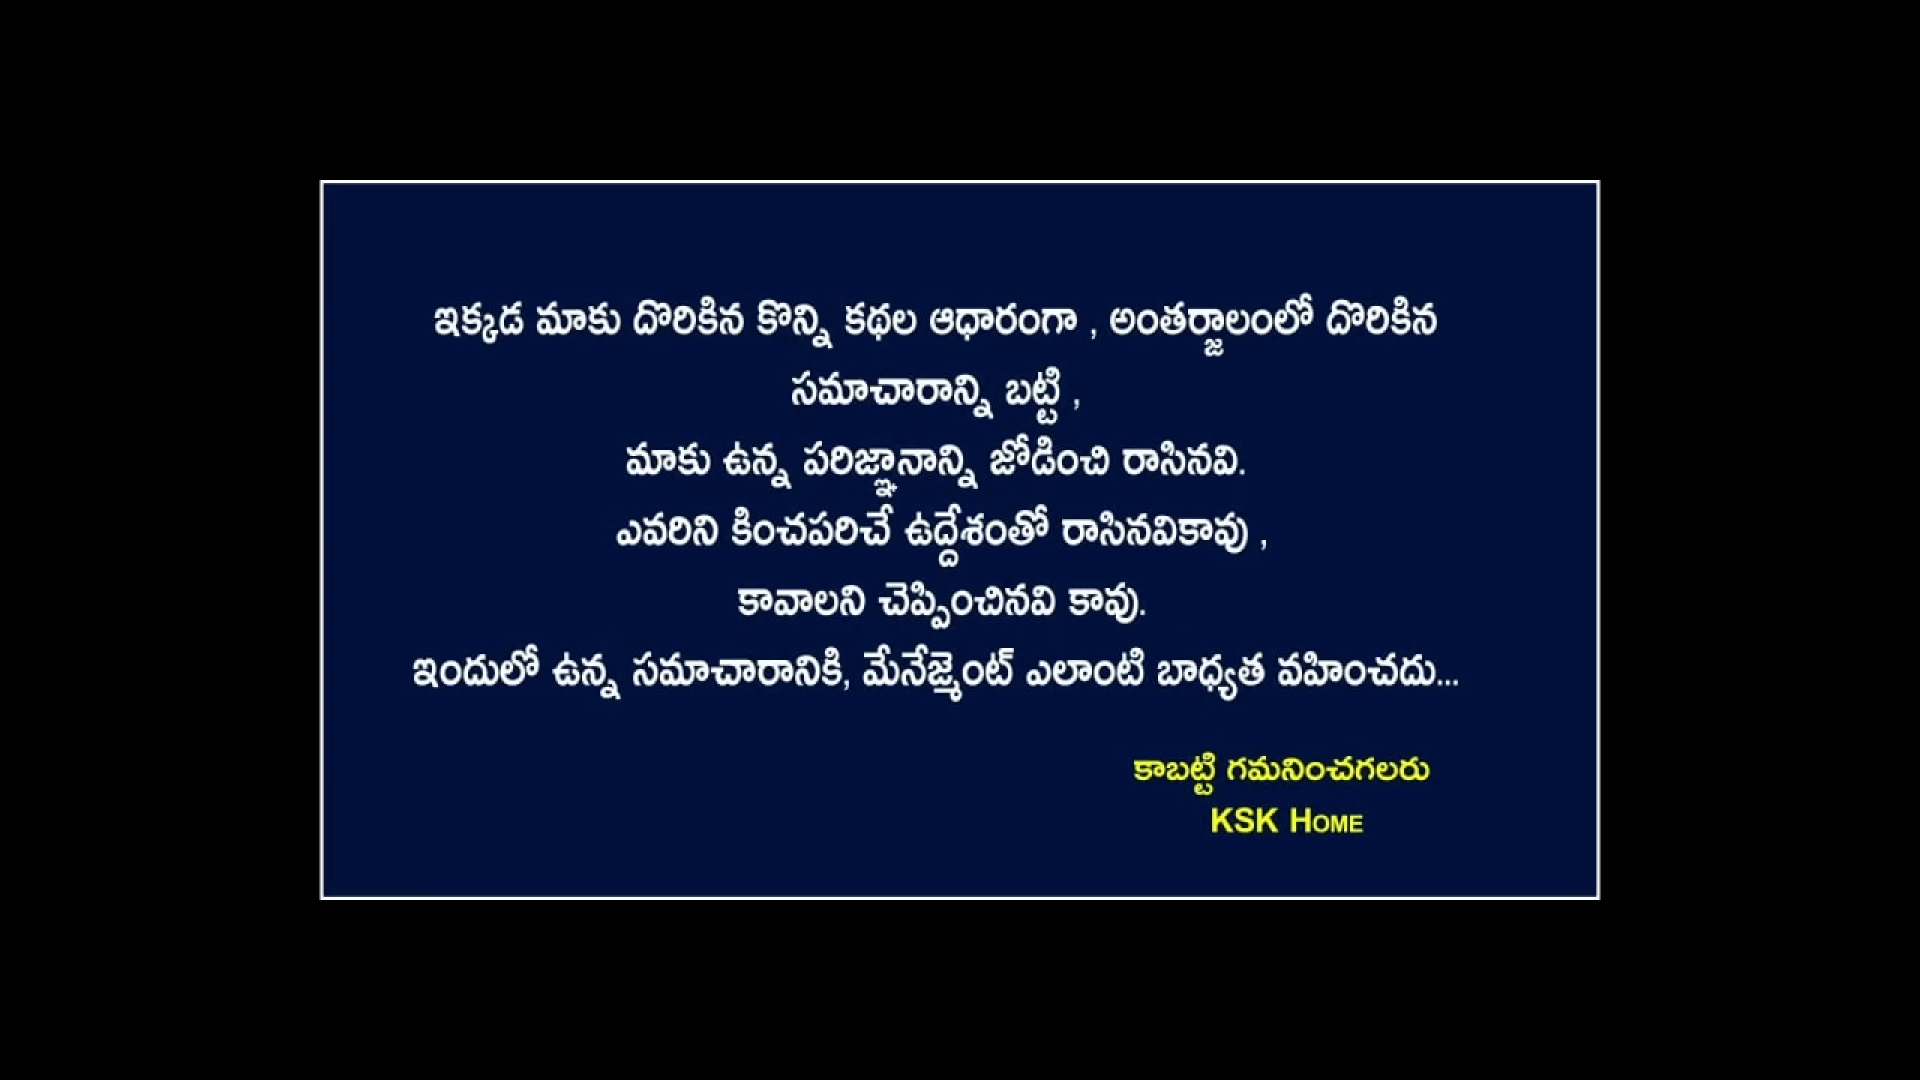 ఇక్కడ మాకు దొరికిన కొన్ని కథల ఆధారంగా , అంతర్జాలంలో దొరికిన
సమాచారాన్ని బట్టి ,
మాకు ఉన్న పరిజ్ఞానాన్ని జోడించి రాసినవి.
ఎవరిని కించపరిచే ఉద్దేశంతో రాసినవికావు ,
కావాలని చెప్పించినవి కావు.
ఇందులో ఉన్న సమాచారానికి, మేనేజ్మెంట్ ఎలాంటి బాధ్యత వహించదు...
కాబట్టి గమనించగలరు
KSK HOME